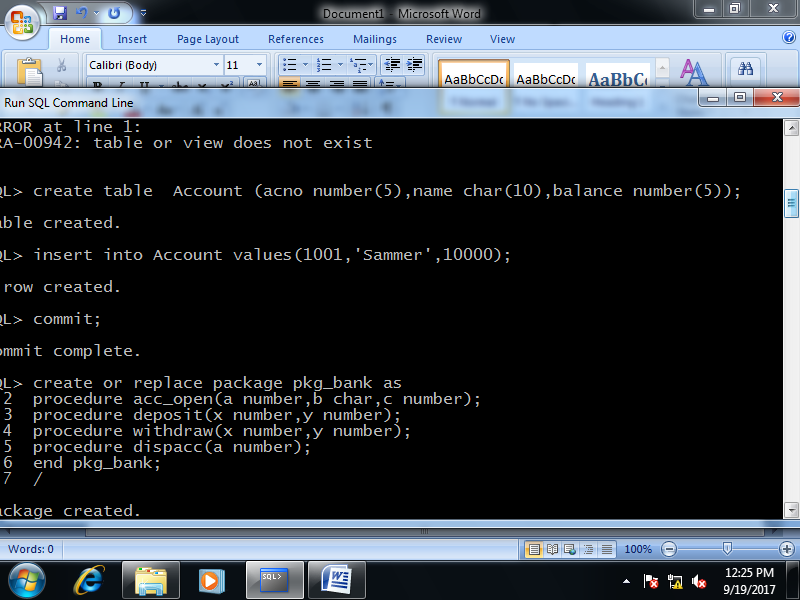 Document1 - Microsoft Word
Home Insert Page Layout References Mailings Review View
Calibri (Body) 11
AaBbCcDc AaBbCcDc AaBbC
Run SQL Command Line
RROR at line 1:
RA-00942: table or view does not exist
QL> create table  Account (acno number(5),name char(10),balance number(5));
able created.
QL> insert into Account values(1001,'Sammer',10000);
row created.
QL> commit;
ommit complete.
QL> create or replace package pkg_bank as
2  procedure acc_open(a number,b char,c number);
3  procedure deposit(x number,y number);
4  procedure withdraw(x number,y number);
5  procedure dispacc(a number);
6  end pkg_bank;
7  /
ackage created.
Words: 0 100%
SQL>
12:25 PM
9/19/2017